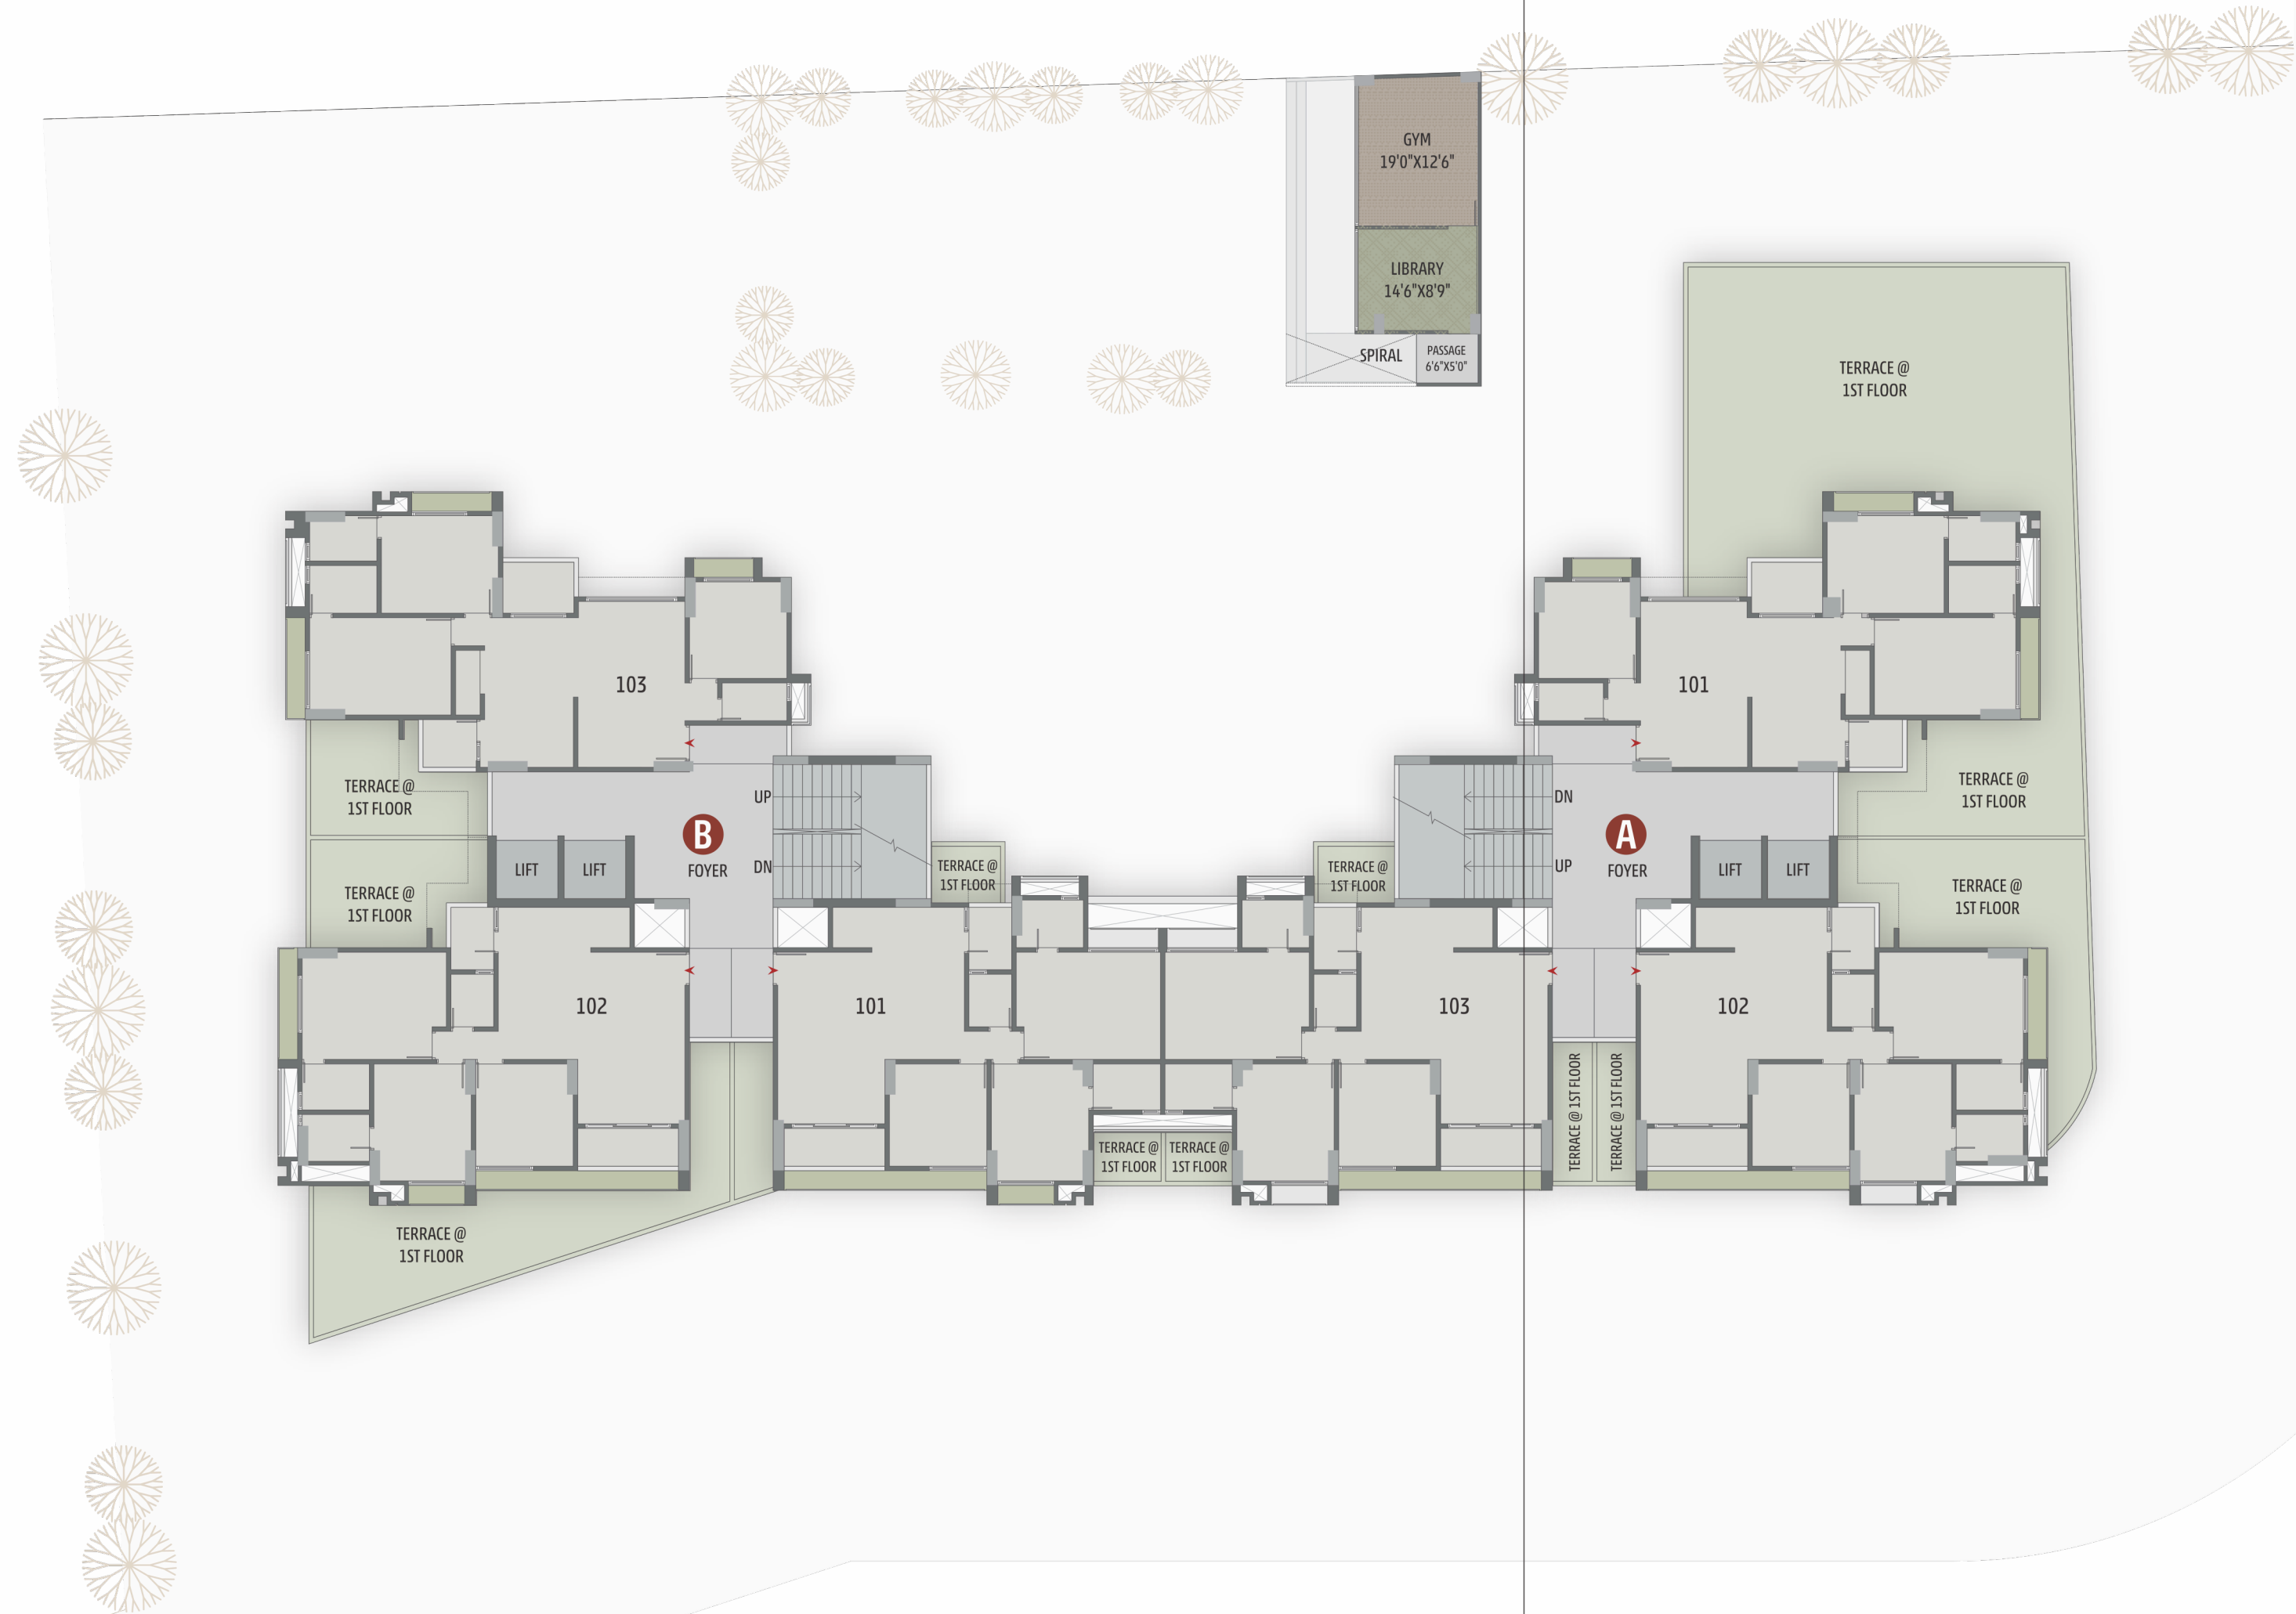 GYM
19'0"X12'6"
LIBRARY
14'6"X8'9"
SPIRAL
PASSAGE
6'6"X5'0"
TERRACE @
1ST FLOOR
103
101
TERRACE @
1ST FLOOR
UP
DN
B
FOYER
LIFT
LIFT
TERRACE @
1ST FLOOR
TERRACE @
1ST FLOOR
TERRACE @
1ST FLOOR
DN
UP
A
FOYER
LIFT
LIFT
TERRACE @
1ST FLOOR
TERRACE @
1ST FLOOR
102
101
103
102
TERRACE @
1ST FLOOR
TERRACE @
1ST FLOOR
TERRACE @ 1ST FLOOR
TERRACE @ 1ST FLOOR
TERRACE @
1ST FLOOR